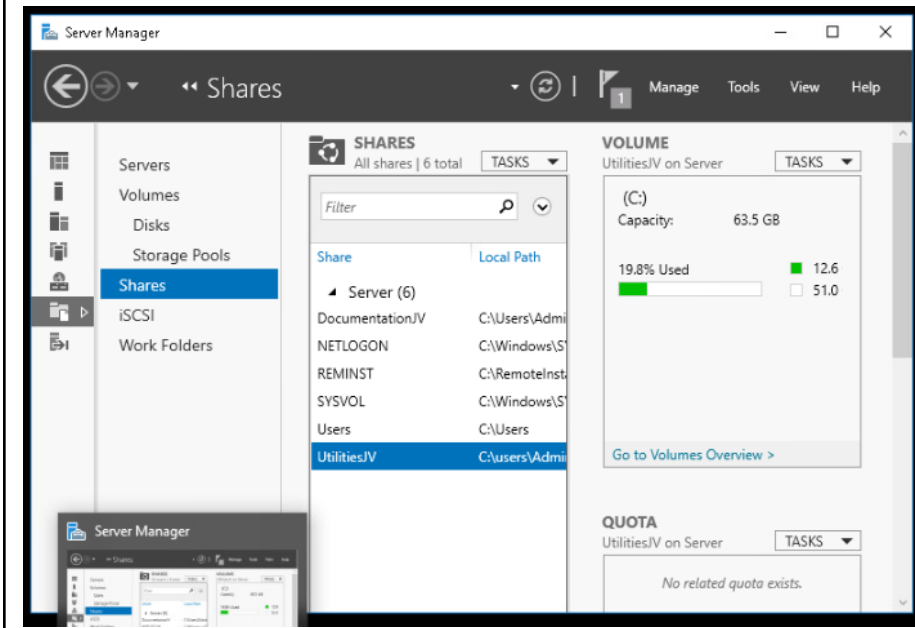 Server Manager
Shares
1
Manage Tools View Help
Servers
Volumes
Disks
Storage Pools
Shares
iSCSI
Work Folders
SHARES
All shares | 6 total
TASKS
Filter
Share Local Path
Server (6)
DocumentationJV C:\Users\Admi
NETLOGON C:\Windows\SY
REMINST C:\RemoteInsta
SYSVOL C:\Windows\S
Users C:\Users
UtilitiesJV C:\users\Admi
VOLUME
UtilitiesJV on Server
TASKS
(C:)
Capacity: 63.5 GB
19.8% Used
12.6
51.0
Go to Volumes Overview >
QUOTA
UtilitiesJV on Server
TASKS
No related quota exists.
Server Manager